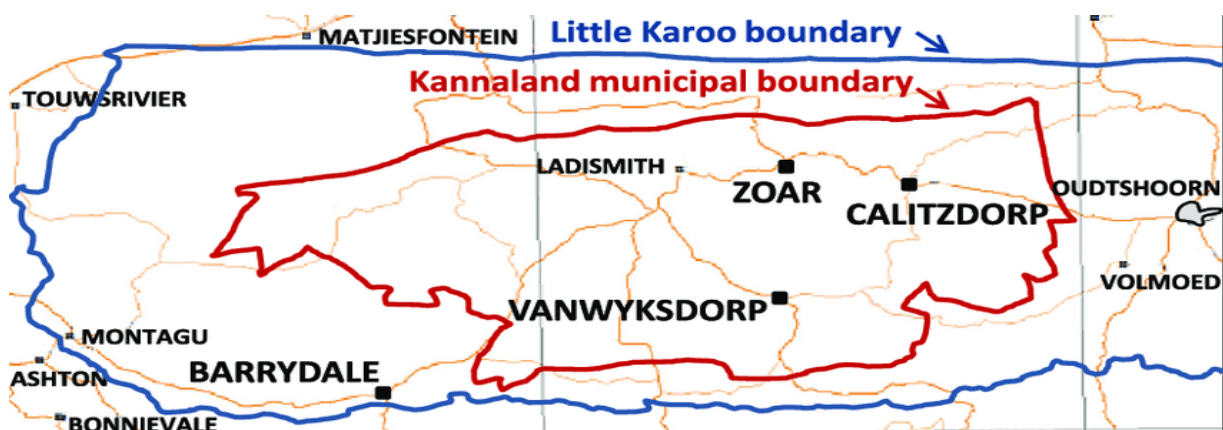 MATJIESFONTEIN
Little Karoo boundary
Kannaland municipal boundary
TOUWSRIVIER
LADISMITH
ZOAR
OUDTSHOORN
CALITZDORP
VOLMOED
VANWYKSDORP
MONTAGU
BARRYDALE
ASHTON
BONNIEVALE